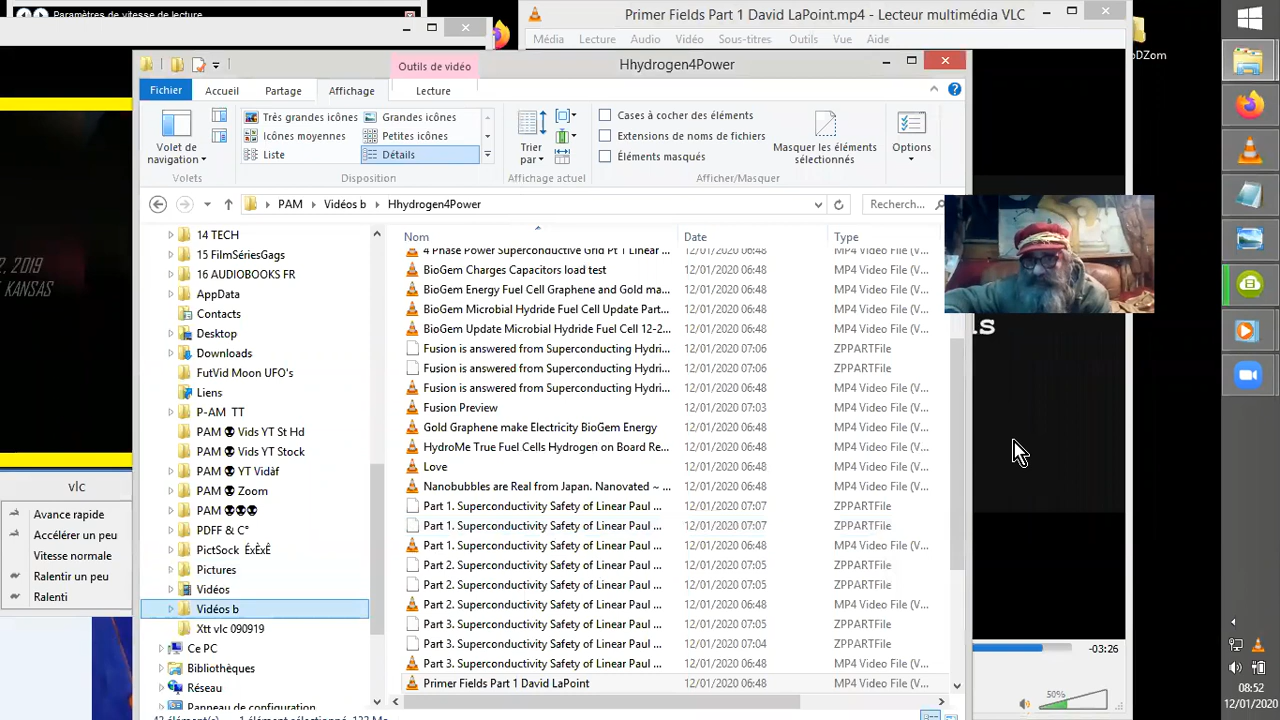 Paramètres de vitesse de lecture
Primer Fields Part 1 David LaPoint.mp4 - Lecteur multimédia VLC
Média Lecture Audio Vidéo Sous-titres Outils Vue Aide
Outils de vidéo
Hhydrogen4Power
Fichier Accueil Partage Affichage Lecture
Volet de navigation
Très grandes icônes Grandes icônes
Icônes moyennes Petites icônes
Liste Détails
Trier par
Cases à cocher des éléments
Extensions de noms de fichiers
Éléments masqués
Masquer les éléments sélectionnés
Options
Volets Disposition Affichage actuel Afficher/Masquer
PAM Vidéos b Hhydrogen4Power
Recherch...
2, 2019
KANSAS
vlc
Avance rapide
Accélérer un peu
Vitesse normale
Ralentir un peu
Ralenti
14 TECH
15 FilmSériesGags
16 AUDIOBOOKS FR
AppData
Contacts
Desktop
Downloads
FutVid Moon UFO's
Liens
P-AM TT
PAM 👽 Vids YT St Hd
PAM 👽 Vids YT Stock
PAM 👽 YT Vidàf
PAM 👽 Zoom
PAM 👽👽👽
PDFF & C°
PictSock ÉxÈxÊ
Pictures
Vidéos
Vidéos b
Xtt vlc 090919
Ce PC
Bibliothèques
Réseau
Panneau de configuration
Nom Date Type
4 Phase Power Superconductive Grid Pt 1 Linear ... 12/01/2020 06:48 MP4 Video File (V...
BioGem Charges Capacitors load test 12/01/2020 06:48 MP4 Video File (V...
BioGem Energy Fuel Cell Graphene and Gold ma... 12/01/2020 06:48 MP4 Video File (V...
BioGem Microbial Hydride Fuel Cell Update Part... 12/01/2020 06:48 MP4 Video File (V...
BioGem Update Microbial Hydride Fuel Cell 12-2... 12/01/2020 06:48 MP4 Video File (V...
Fusion is answered from Superconducting Hydri... 12/01/2020 07:06 ZPPARTFile
Fusion is answered from Superconducting Hydri... 12/01/2020 07:06 ZPPARTFile
Fusion is answered from Superconducting Hydri... 12/01/2020 06:48 MP4 Video File (V...
Fusion Preview 12/01/2020 07:03 MP4 Video File (V...
Gold Graphene make Electricity BioGem Energy 12/01/2020 06:48 MP4 Video File (V...
HydroMe True Fuel Cells Hydrogen on Board Re... 12/01/2020 06:48 MP4 Video File (V...
Love 12/01/2020 06:48 MP4 Video File (V...
Nanobubbles are Real from Japan. Nanovated ~ ... 12/01/2020 06:48 MP4 Video File (V...
Part 1. Superconductivity Safety of Linear Paul ... 12/01/2020 07:07 ZPPARTFile
Part 1. Superconductivity Safety of Linear Paul ... 12/01/2020 07:07 ZPPARTFile
Part 1. Superconductivity Safety of Linear Paul ... 12/01/2020 06:48 MP4 Video File (V...
Part 2. Superconductivity Safety of Linear Paul ... 12/01/2020 07:05 ZPPARTFile
Part 2. Superconductivity Safety of Linear Paul ... 12/01/2020 07:05 ZPPARTFile
Part 2. Superconductivity Safety of Linear Paul ... 12/01/2020 06:48 MP4 Video File (V...
Part 3. Superconductivity Safety of Linear Paul ... 12/01/2020 07:05 ZPPARTFile
Part 3. Superconductivity Safety of Linear Paul ... 12/01/2020 07:04 ZPPARTFile
Part 3. Superconductivity Safety of Linear Paul ... 12/01/2020 06:48 MP4 Video File (V...
Primer Fields Part 1 David LaPoint 12/01/2020 06:48 MP4 Video File (V...
oDZom
-03:26
50%
08:52
12/01/2020